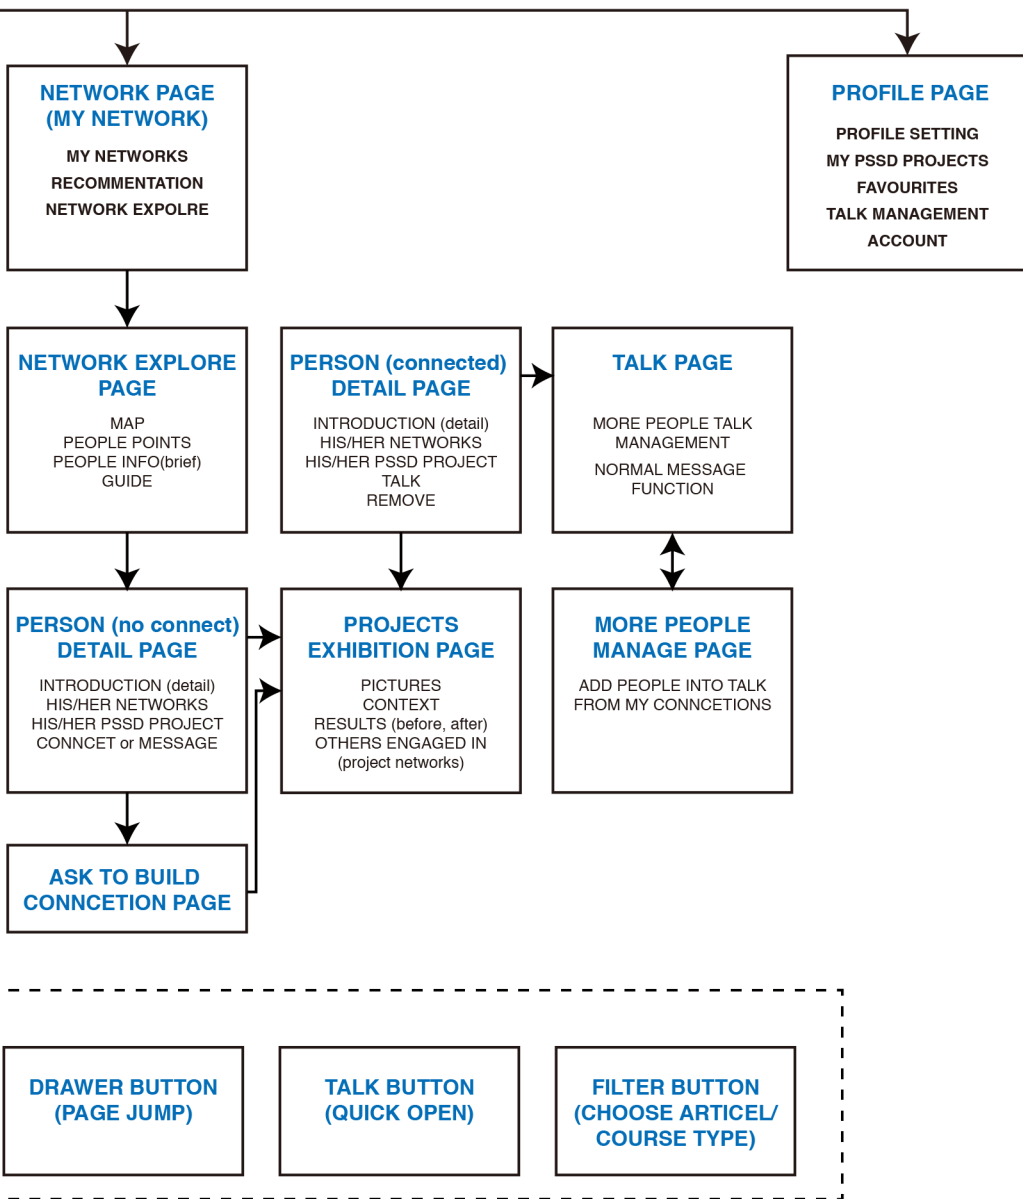 NETWORK PAGE
(MY NETWORK)
MY NETWORKS
RECOMMENTATION
NETWORK EXPOLRE
PROFILE PAGE
PROFILE SETTING
MY PSSD PROJECTS
FAVOURITES
TALK MANAGEMENT
ACCOUNT
NETWORK EXPLORE
PAGE
MAP
PEOPLE POINTS
PEOPLE INFO(brief)
GUIDE
PERSON (connected)
DETAIL PAGE
INTRODUCTION (detail)
HIS/HER NETWORKS
HIS/HER PSSD PROJECT
TALK
REMOVE
TALK PAGE
MORE PEOPLE TALK
MANAGEMENT
NORMAL MESSAGE
FUNCTION
PERSON (no connect)
DETAIL PAGE
INTRODUCTION (detail)
HIS/HER NETWORKS
HIS/HER PSSD PROJECT
CONNCET or MESSAGE
PROJECTS
EXHIBITION PAGE
PICTURES
CONTEXT
RESULTS (before, after)
OTHERS ENGAGED IN
(project networks)
MORE PEOPLE
MANAGE PAGE
ADD PEOPLE INTO TALK
FROM MY CONNCETIONS
ASK TO BUILD
CONNCETION PAGE
DRAWER BUTTON
(PAGE JUMP)
TALK BUTTON
(QUICK OPEN)
FILTER BUTTON
(CHOOSE ARTICEL/
COURSE TYPE)